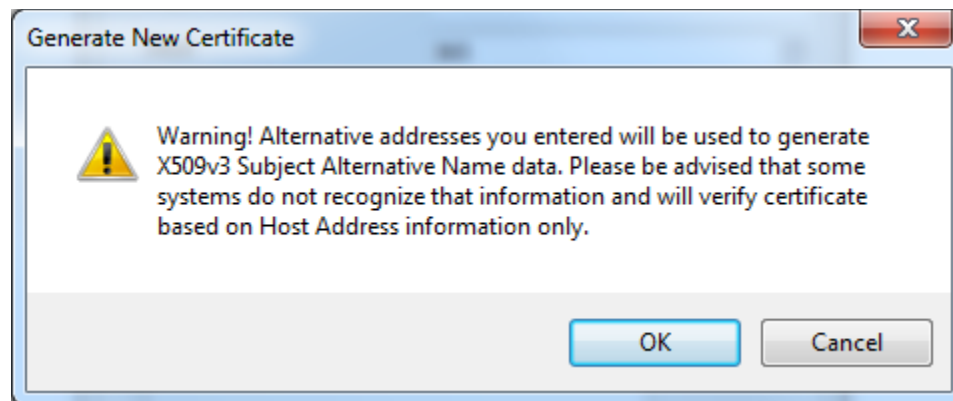 Generate New Certificate
Warning! Alternative addresses you entered will be used to generate
X509v3 Subject Alternative Name data. Please be advised that some
systems do not recognize that information and will verify certificate
based on Host Address information only.
OK
Cancel